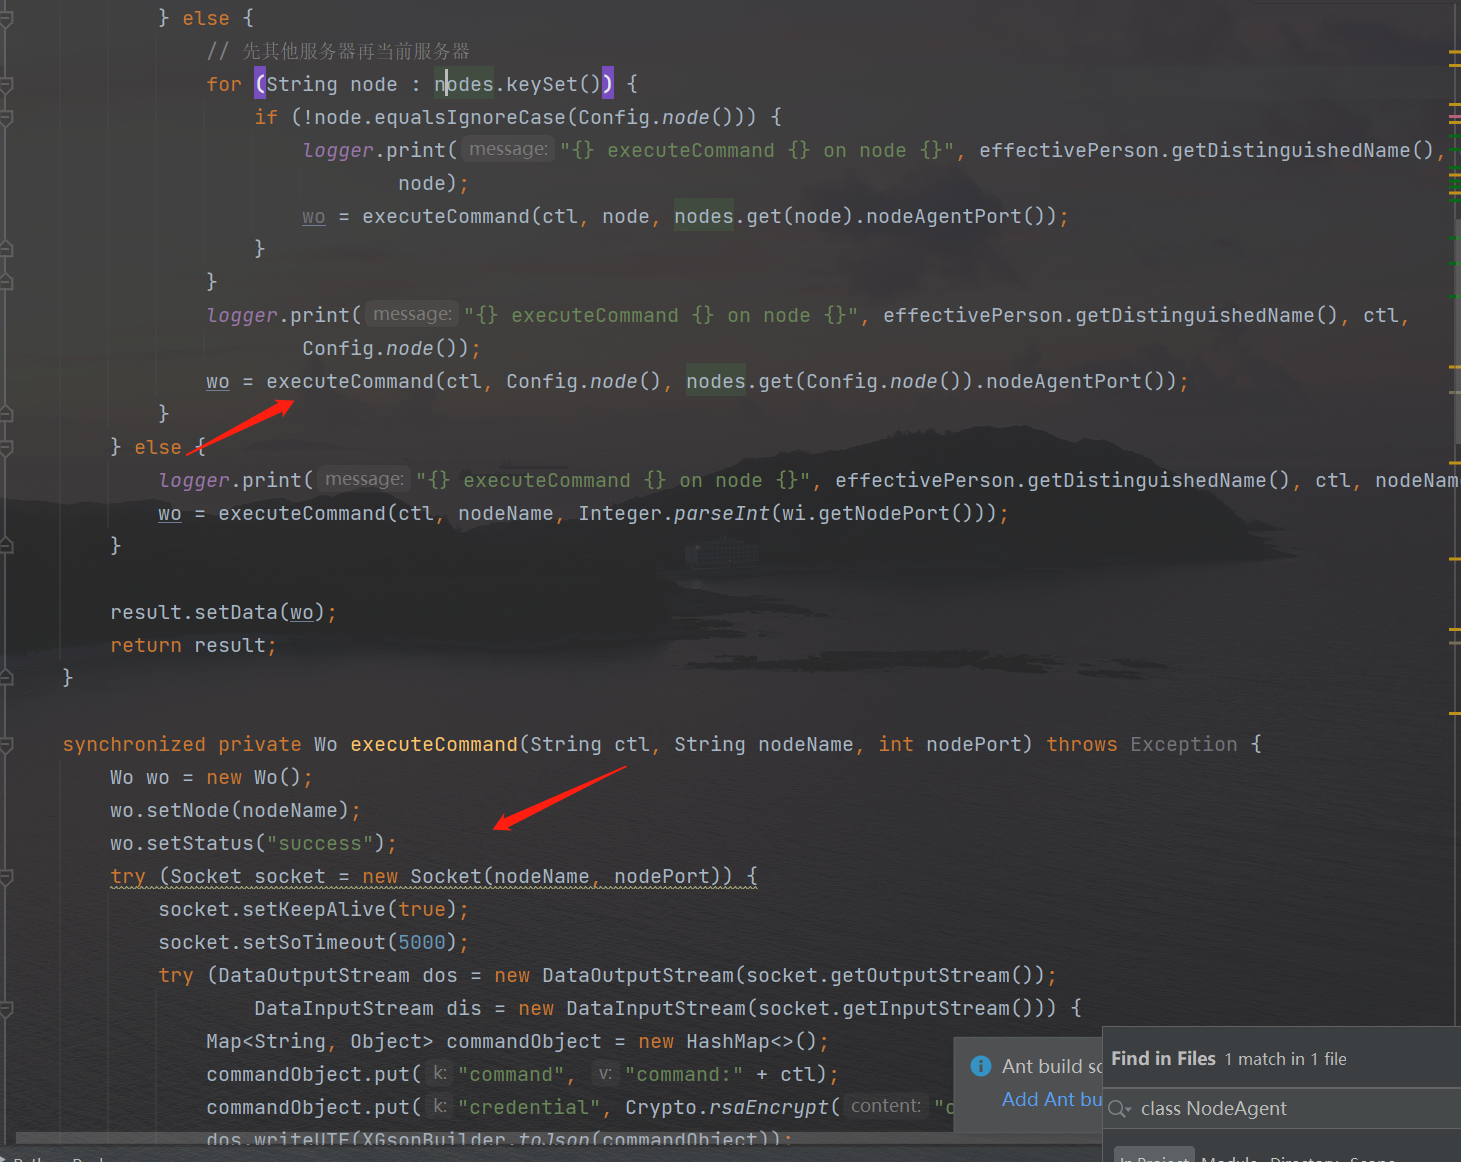 } else {
// 先其他服务器再当前服务器
for (String node : nodes.keySet()) {
if (!node.equalsIgnoreCase(Config.node())) {
logger.print( message: "{} executeCommand {} on node {}", effectivePerson.getDistinguishedName(),
node);
wo = executeCommand(ctl, node, nodes.get(node).nodeAgentPort());
}
}
logger.print( message: "{} executeCommand {} on node {}", effectivePerson.getDistinguishedName(), ctl,
Config.node());
wo = executeCommand(ctl, Config.node(), nodes.get(Config.node()).nodeAgentPort());
}
} else {
logger.print( message: "{} executeCommand {} on node {}", effectivePerson.getDistinguishedName(), ctl, nodeNam
wo = executeCommand(ctl, nodeName, Integer.parseInt(wi.getNodePort()));
}
result.setData(wo);
return result;
}
synchronized private Wo executeCommand(String ctl, String nodeName, int nodePort) throws Exception {
Wo wo = new Wo();
wo.setNode(nodeName);
wo.setStatus("success");
try (Socket socket = new Socket(nodeName, nodePort)) {
socket.setKeepAlive(true);
socket.setSoTimeout(5000);
try (DataOutputStream dos = new DataOutputStream(socket.getOutputStream());
DataInputStream dis = new DataInputStream(socket.getInputStream())) {
Map<String, Object> commandObject = new HashMap<>();
commandObject.put( k: "command", v: "command:" + ctl);
commandObject.put( k: "credential", Crypto.rsaEncrypt( content: "o
dos.writeUTF(XGsonBuilder.toJson(commandObject));
Ant build sc
Add Ant bu
Find in Files 1 match in 1 file
class NodeAgent
In Project Module Directory Scope